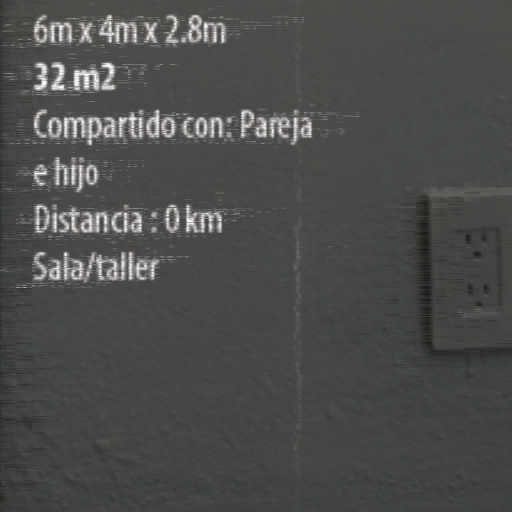 6m x 4m x 2.8m
32 m2
Compartido con: Pareja
e hijo
Distancia : 0 km
Sala/taller